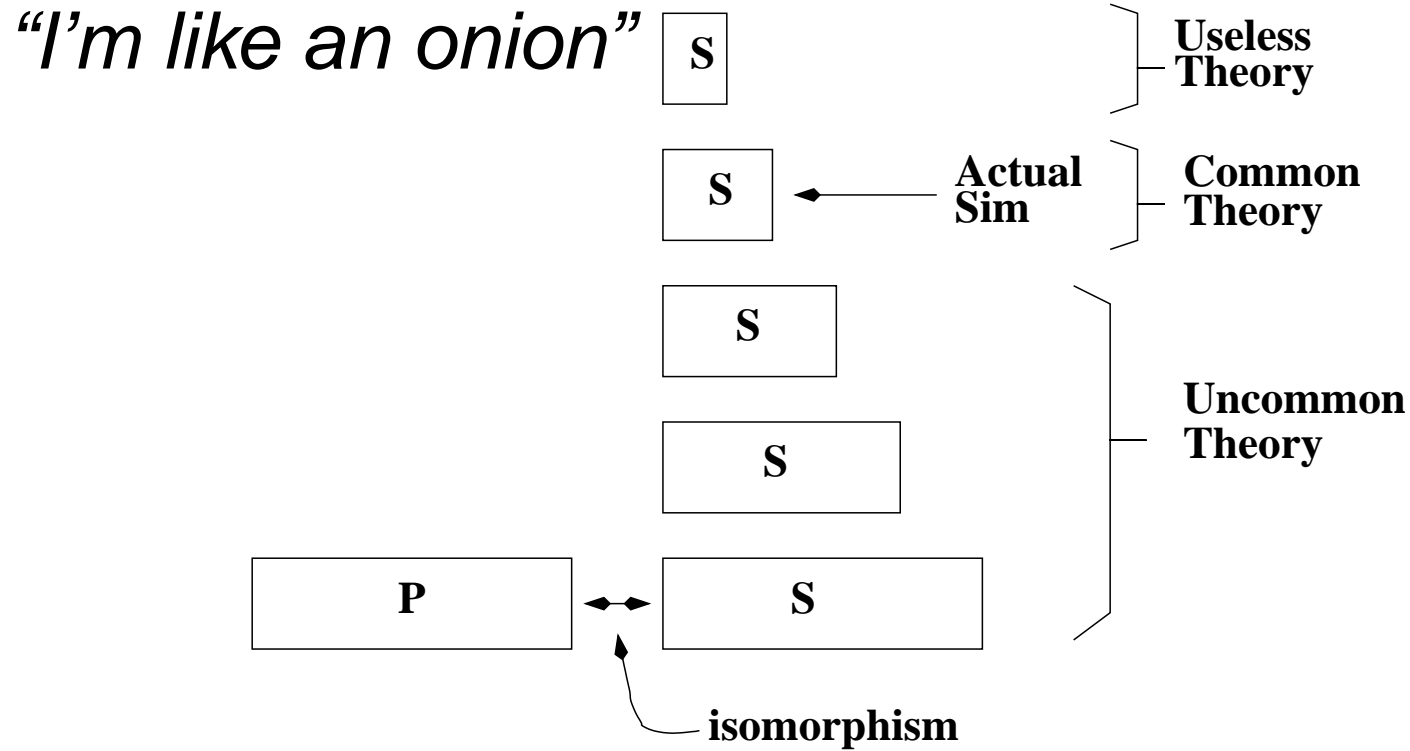 “I’m like an onion”
S
Useless
Theory
S
Actual
Sim
Common
Theory
S
Uncommon
Theory
S
P
S
isomorphism